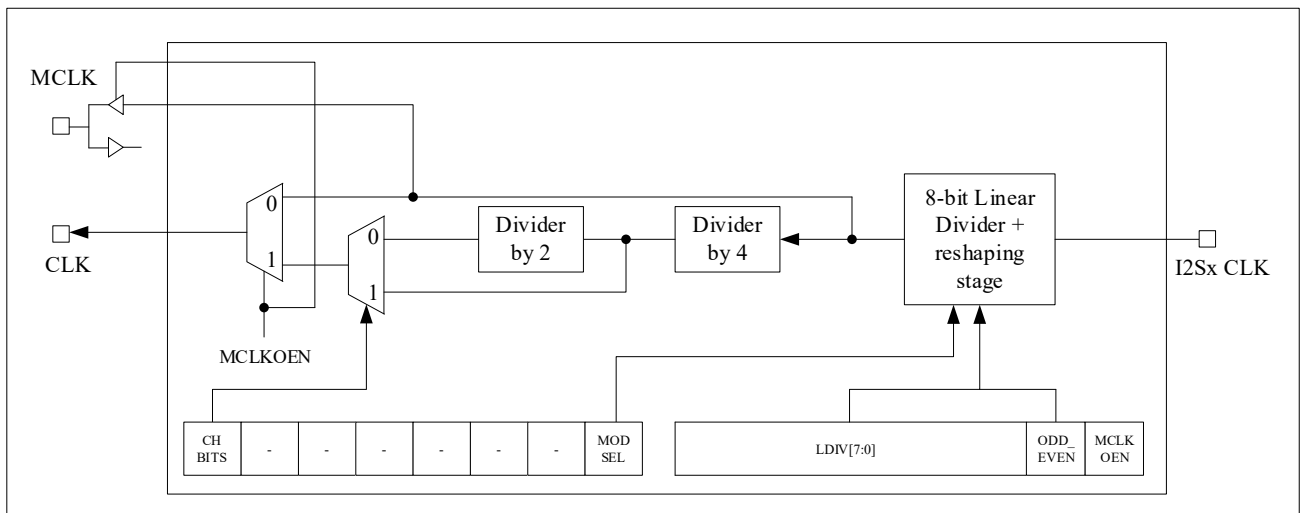 MCLK
0
1
CLK
MCLKOEN
0
1
Divider
by 2
Divider
by 4
8-bit Linear
Divider +
reshaping
stage
I2Sx CLK
CH
BITS
-
-
-
-
-
-
MOD
SEL
LDIV[7:0]
ODD_
EVEN
MCLK
OEN